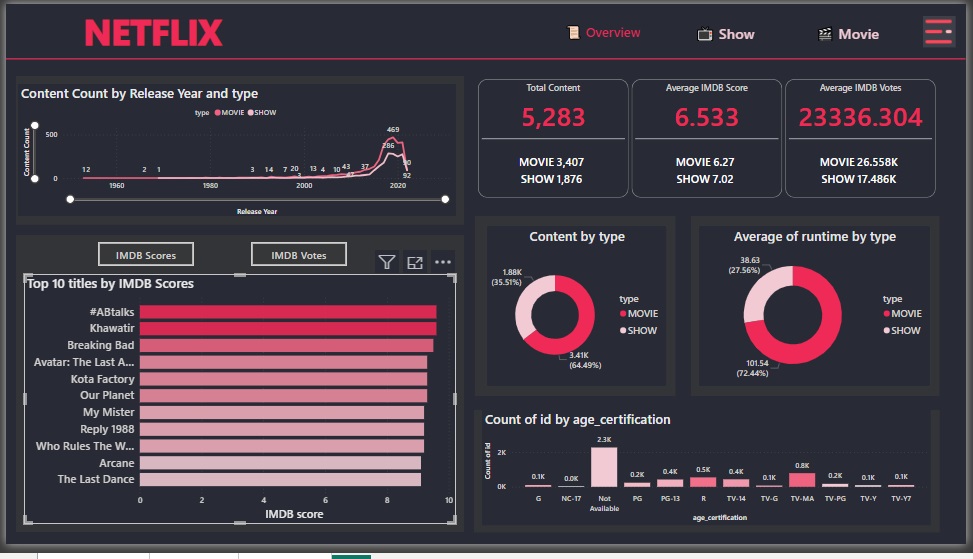 NETFLIX
Overview
Show
Movie
Content Count by Release Year and type
type MOVIE SHOW
Content Count
500
0
12
2
1
3
14
7
20
3
13
4
10
43
37
286
469
90
92
1960
1980
2000
2020
Release Year
Total Content
5,283
MOVIE 3,407
SHOW 1,876
Average IMDB Score
6.533
MOVIE 6.27
SHOW 7.02
Average IMDB Votes
23336.304
MOVIE 26.558K
SHOW 17.486K
IMDB Scores
IMDB Votes
Top 10 titles by IMDB Scores
#ABtalks
Khawatir
Breaking Bad
Avatar: The Last A...
Kota Factory
Our Planet
My Mister
Reply 1988
Who Rules The W...
Arcane
The Last Dance
0 2 4 6 8 10
IMDB score
Content by type
1.88K
(35.51%)
3.41K
(64.49%)
type
MOVIE
SHOW
Average of runtime by type
38.63
(27.56%)
101.54
(72.44%)
type
MOVIE
SHOW
Count of id by age_certification
Count of id
2K
0K
0.1K 0.0K 2.3K 0.2K 0.4K 0.5K 0.4K 0.1K 0.8K 0.2K 0.1K 0.1K
G NC-17 Not Available PG PG-13 R TV-14 TV-G TV-MA TV-PG TV-Y TV-Y7
age_certification